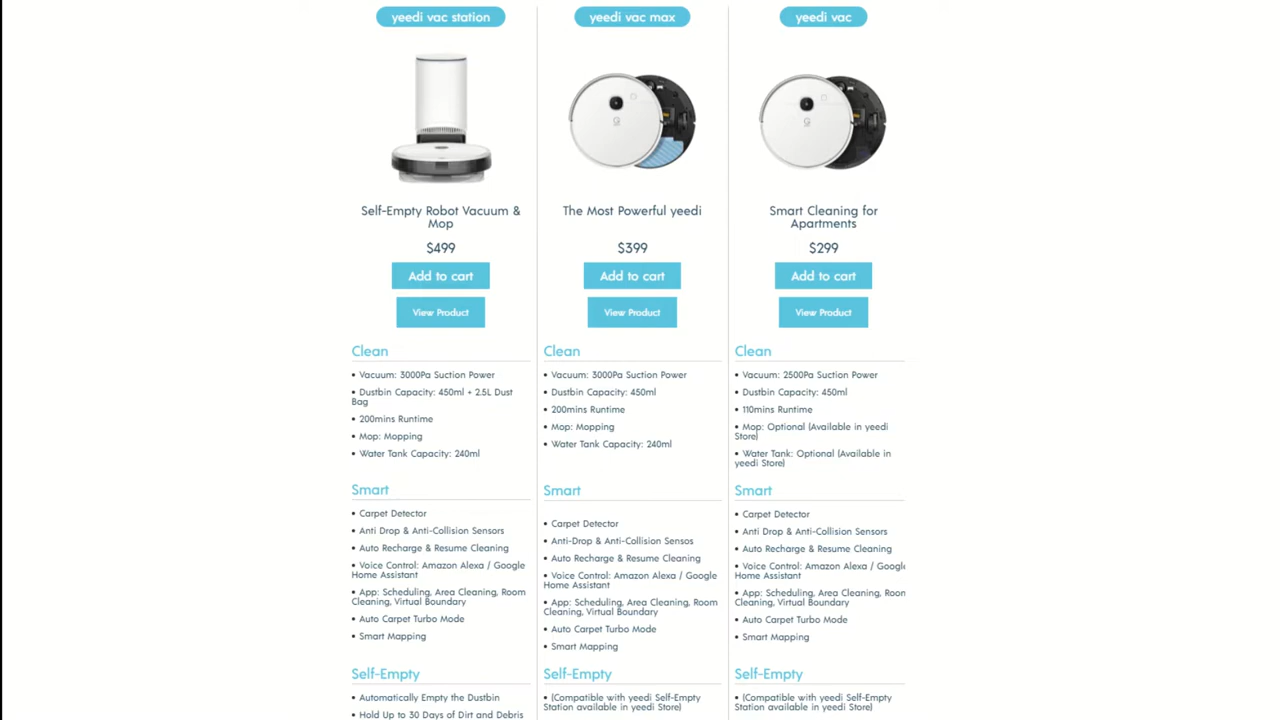 yeedi vac station
Self-Empty Robot Vacuum &
Mop
$499
Add to cart
View Product
Clean
• Vacuum: 3000Pa Suction Power
• Dustbin Capacity: 450ml + 2.5L Dust
Bag
• 200mins Runtime
• Mop: Mopping
• Water Tank Capacity: 240ml
Smart
• Carpet Detector
• Anti Drop & Anti-Collision Sensors
• Auto Recharge & Resume Cleaning
• Voice Control: Amazon Alexa / Google
Home Assistant
• App: Scheduling, Area Cleaning, Room
Cleaning, Virtual Boundary
• Auto Carpet Turbo Mode
• Smart Mapping
Self-Empty
• Automatically Empty the Dustbin
• Hold Up to 30 Days of Dirt and Debris
yeedi vac max
The Most Powerful yeedi
$399
Add to cart
View Product
Clean
• Vacuum: 3000Pa Suction Power
• Dustbin Capacity: 450ml
• 200mins Runtime
• Mop: Mopping
• Water Tank Capacity: 240ml
Smart
• Carpet Detector
• Anti-Drop & Anti-Collision Sensos
• Auto Recharge & Resume Cleaning
• Voice Control: Amazon Alexa / Google
Home Assistant
• App: Scheduling, Area Cleaning, Room
Cleaning, Virtual Boundary
• Auto Carpet Turbo Mode
• Smart Mapping
Self-Empty
• (Compatible with yeedi Self-Empty
Station available in yeedi Store)
yeedi vac
Smart Cleaning for
Apartments
$299
Add to cart
View Product
Clean
• Vacuum: 2500Pa Suction Power
• Dustbin Capacity: 450ml
• 110mins Runtime
• Mop: Optional (Available in yeedi
Store)
• Water Tank: Optional (Available in
yeedi Store)
Smart
• Carpet Detector
• Anti Drop & Anti-Collision Sensors
• Auto Recharge & Resume Cleaning
• Voice Control: Amazon Alexa / Google
Home Assistant
• App: Scheduling, Area Cleaning, Room
Cleaning, Virtual Boundary
• Auto Carpet Turbo Mode
• Smart Mapping
Self-Empty
• (Compatible with yeedi Self-Empty
Station available in yeedi Store)